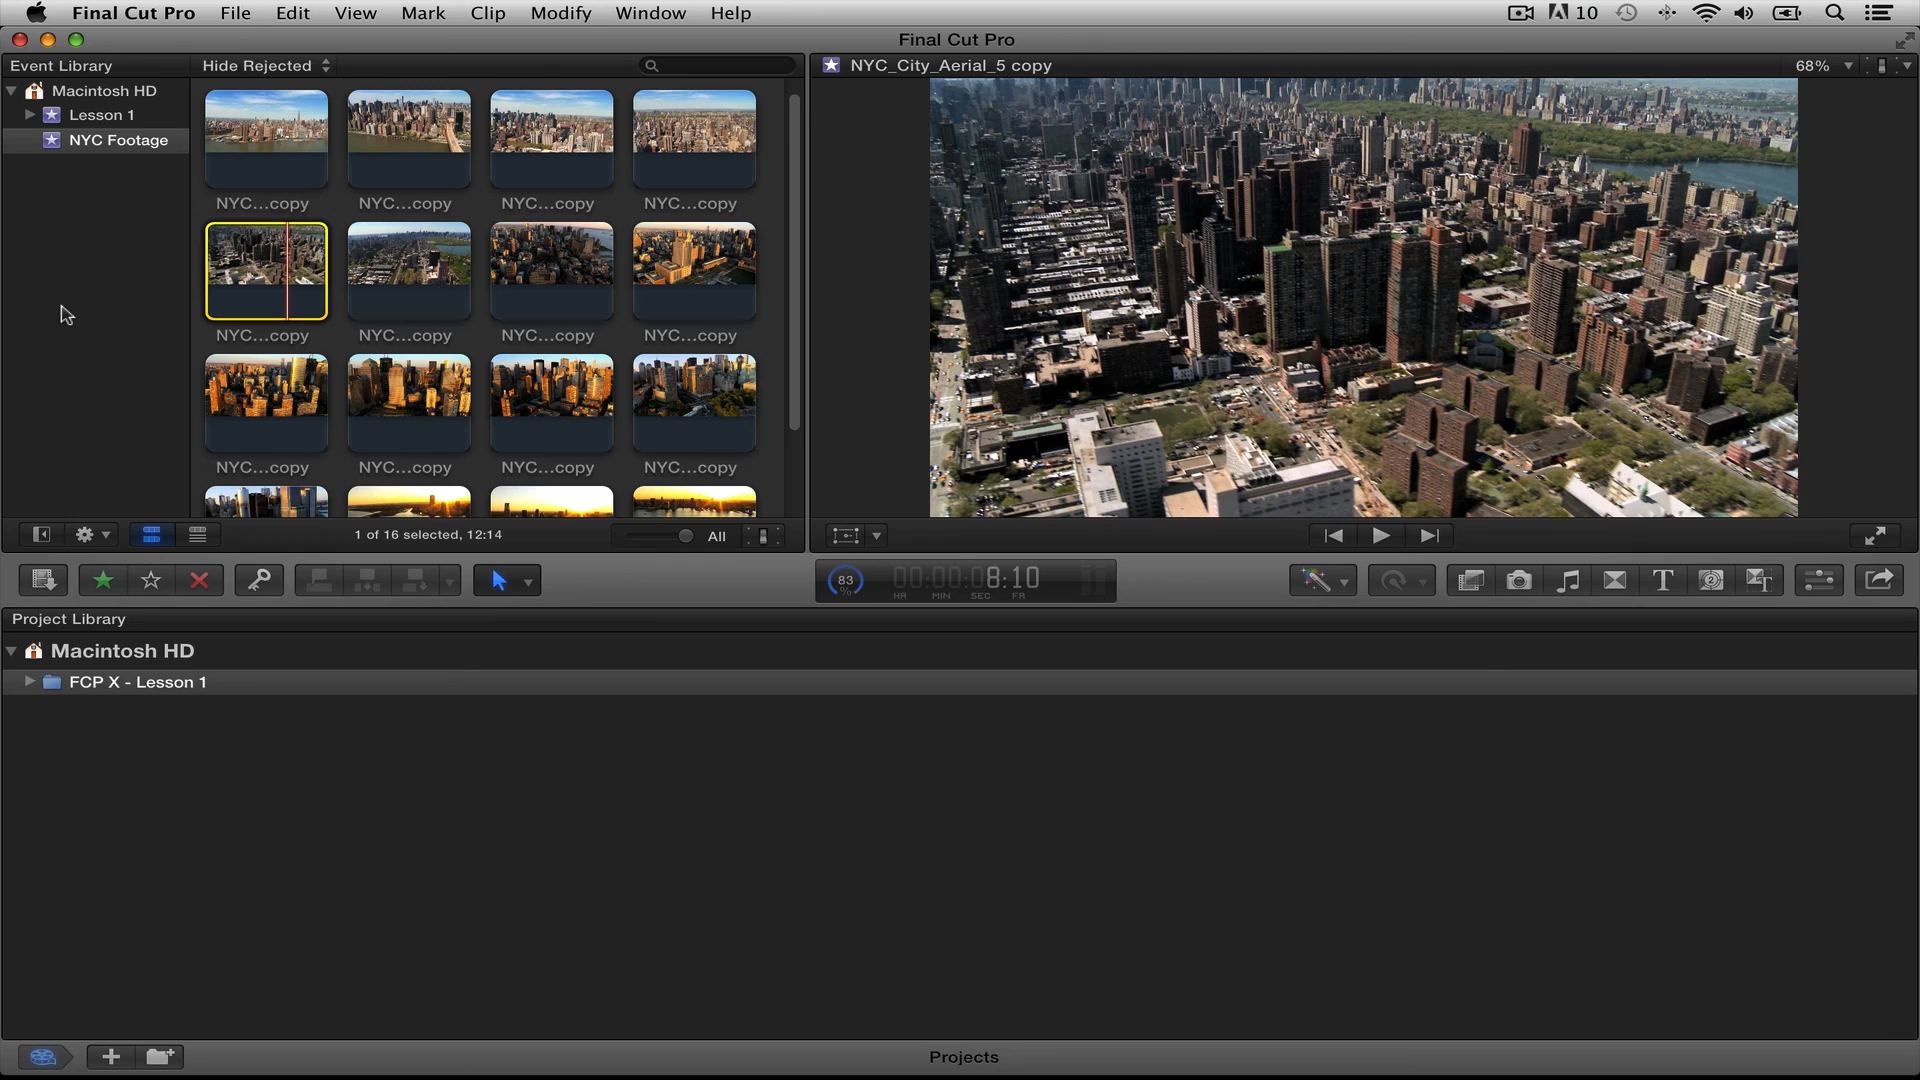 Final Cut Pro File Edit View Mark Clip Modify Window Help 10
Final Cut Pro
Event Library Hide Rejected NYC_City_Aerial_5 copy 68%
Macintosh HD
Lesson 1
NYC Footage
NYC...copy NYC...copy NYC...copy NYC...copy
NYC...copy NYC...copy NYC...copy NYC...copy
NYC...copy NYC...copy NYC...copy NYC...copy
1 of 16 selected, 12:14 All
83 % 00:00:08:10
HR MIN SEC FR
Project Library
Macintosh HD
FCP X - Lesson 1
Projects